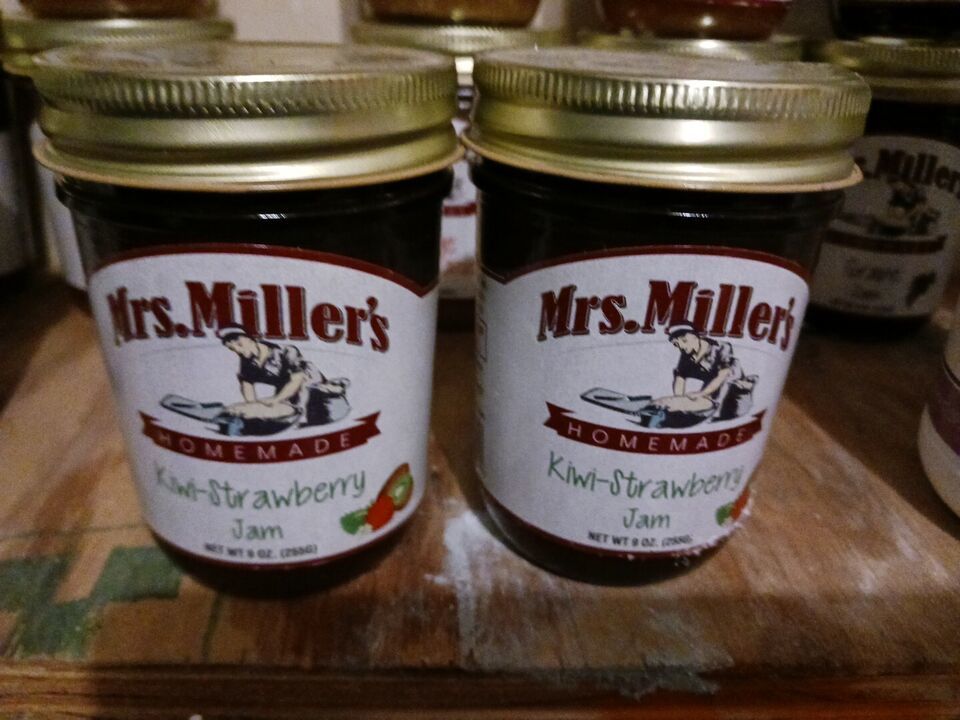 Mrs. Miller's
HOMEMADE
Kiwi-Strawberry
Jam
NET WT 9 OZ. (255G)
Mrs. Miller's
HOMEMADE
Kiwi-Strawberry
Jam
NET WT 9 OZ. (255G)
s. Miller